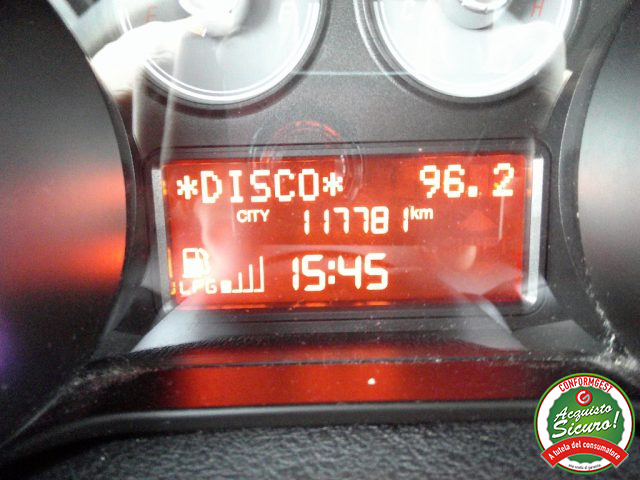 *DISCO* 96.2
CITY 117781 km
15:45
LPG
CONFORMGEST
Acquisto
Sicuro!
A tutela del consumatore